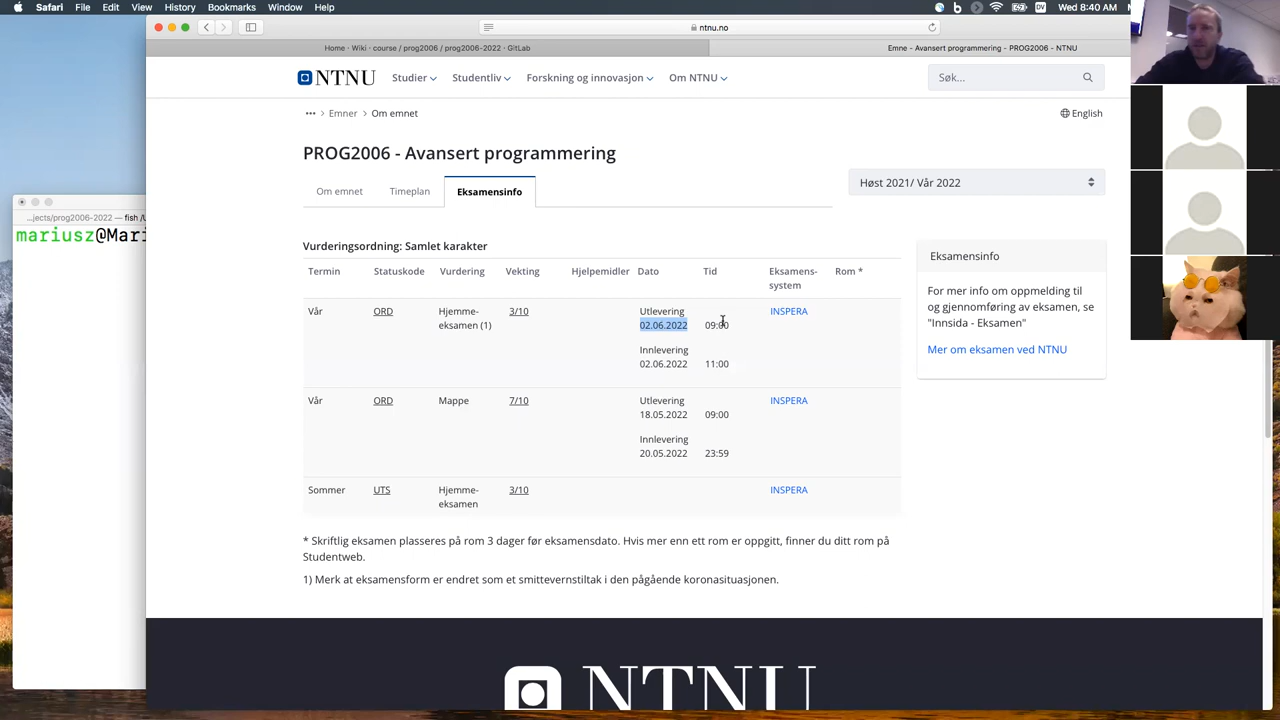 Safari File Edit View History Bookmarks Window Help
DV
A
Wed 8:40 AM
ntnu.no
Home · Wiki · course / prog2006 / prog2006-2022 · GitLab
Emne - Avansert programmering - PROG2006 - NTNU
NTNU
Studier
Studentliv
Forskning og innovasjon
Om NTNU
Søk...
Emner
Om emnet
English
PROG2006 - Avansert programmering
Om emnet
Timeplan
Eksamensinfo
Høst 2021/ Vår 2022
...jects/prog2006-2022 — fish /U
mariusz@Mari
Vurderingsordning: Samlet karakter
Termin Statuskode Vurdering Vekting Hjelpemidler Dato Tid Eksamens- Rom *
system
Vår ORD Hjemme- 3/10 Utlevering INSPERA
eksamen (1) 02.06.2022 09:00
Innlevering
02.06.2022 11:00
Vår ORD Mappe 7/10 Utlevering INSPERA
18.05.2022 09:00
Innlevering
20.05.2022 23:59
Sommer UTS Hjemme- 3/10 INSPERA
eksamen
* Skriftlig eksamen plasseres på rom 3 dager før eksamensdato. Hvis mer enn ett rom er oppgitt, finner du ditt rom på
Studentweb.
1) Merk at eksamensform er endret som et smittevernstiltak i den pågående koronasituasjonen.
Eksamensinfo
For mer info om oppmelding til
og gjennomføring av eksamen, se
"Innsida - Eksamen"
Mer om eksamen ved NTNU
NTNU